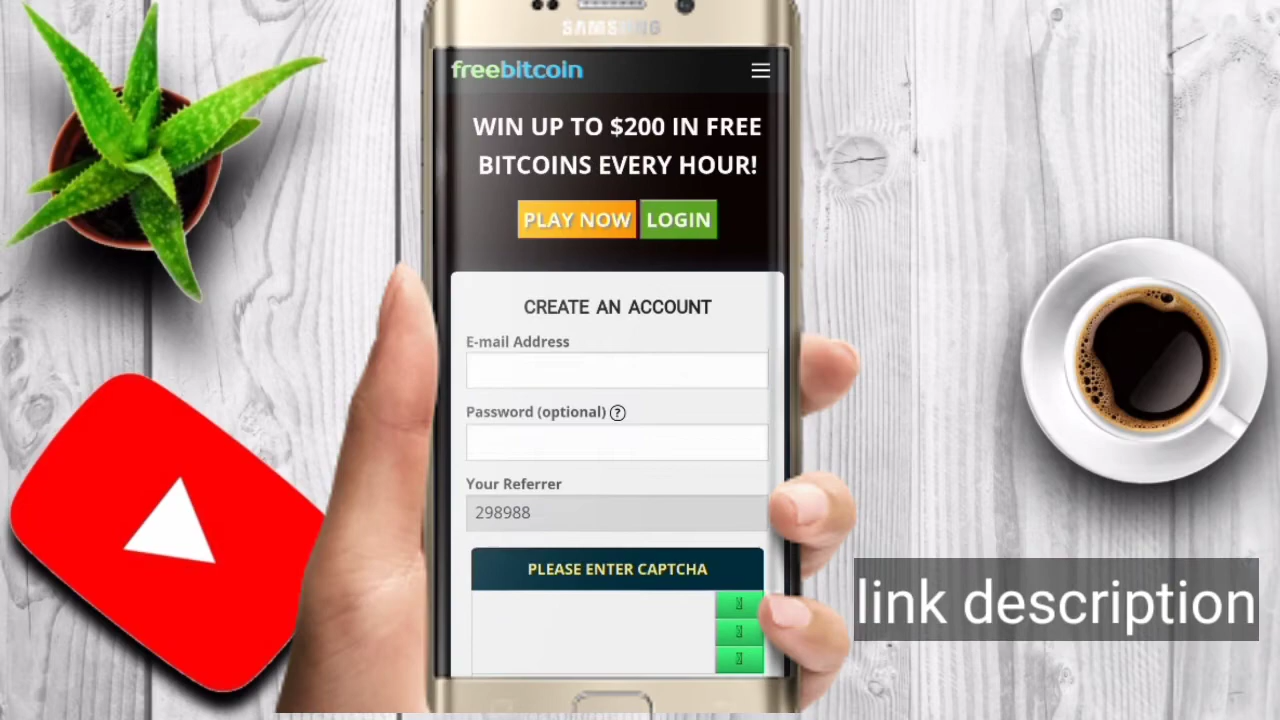 SAMSUNG
freebitcoin
WIN UP TO $200 IN FREE
BITCOINS EVERY HOUR!
PLAY NOW LOGIN
CREATE AN ACCOUNT
E-mail Address
Password (optional) ?
Your Referrer
298988
PLEASE ENTER CAPTCHA
link description